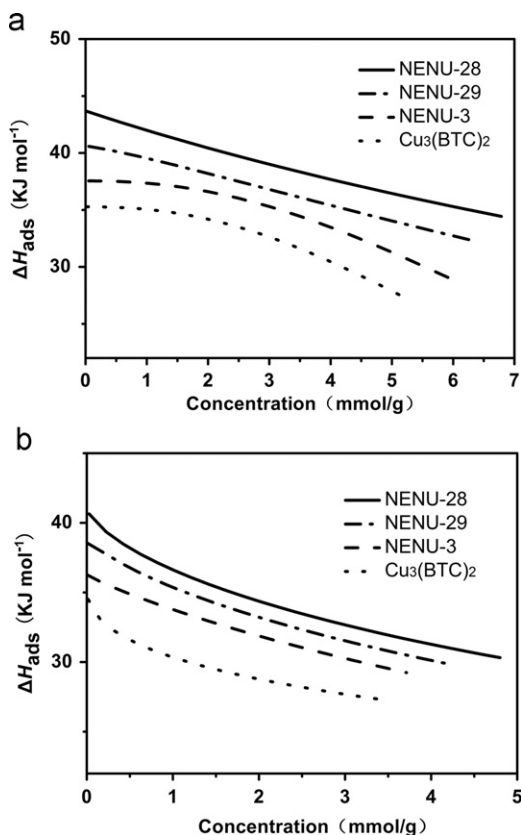 a
50
40
30
ΔHads (KJ mol⁻¹)
NENU-28
NENU-29
NENU-3
Cu₃(BTC)₂
0 1 2 3 4 5 6 7
Concentration（mmol/g）
b
40
30
ΔHads (KJ mol⁻¹)
NENU-28
NENU-29
NENU-3
Cu₃(BTC)₂
0 1 2 3 4 5
Concentration（mmol/g）